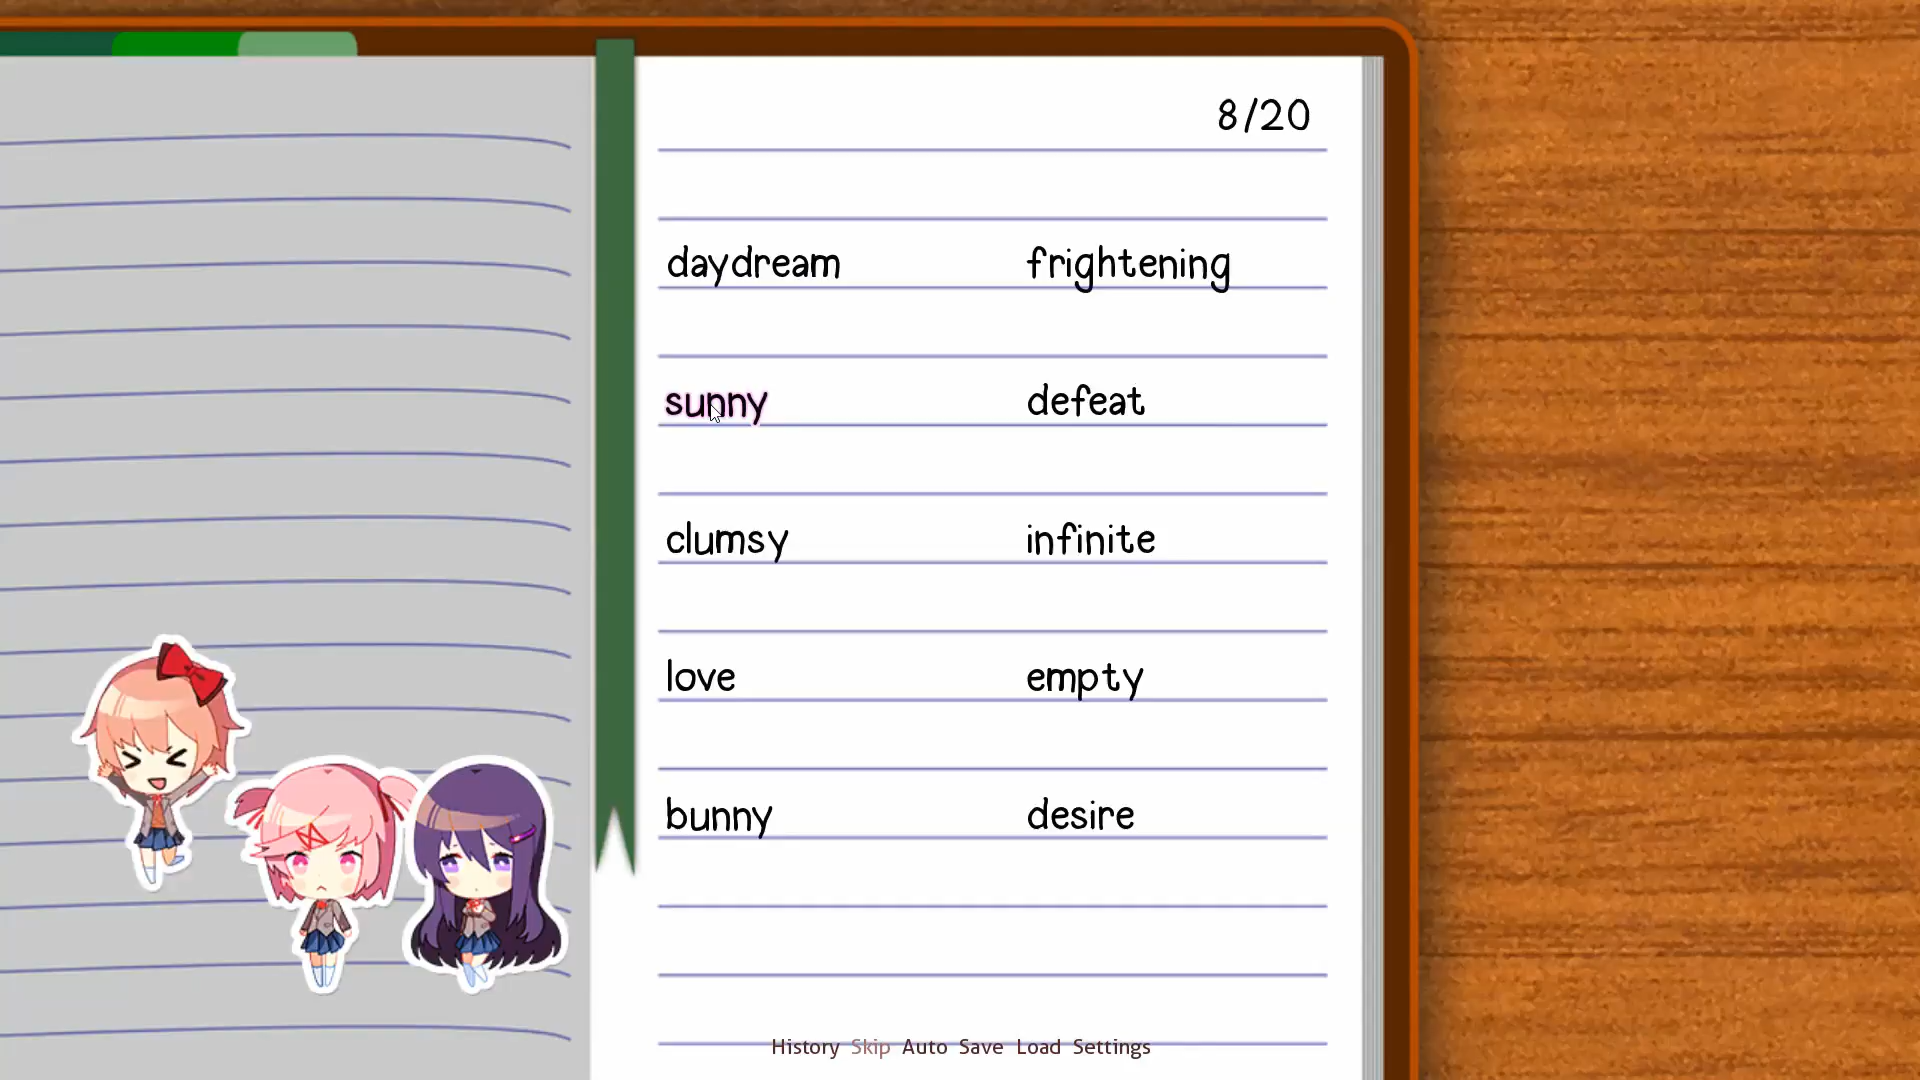 8/20
daydream frightening
sunny defeat
clumsy infinite
love empty
bunny desire
History Skip Auto Save Load Settings